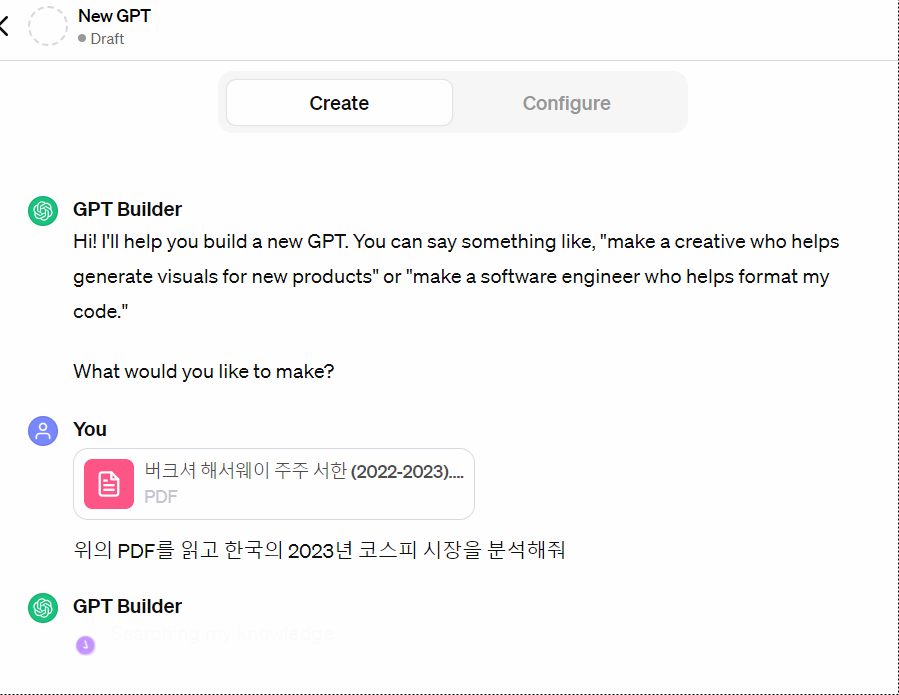 New GPT
Draft
Create
Configure
GPT Builder
Hi! I'll help you build a new GPT. You can say something like, "make a creative who helps
generate visuals for new products" or "make a software engineer who helps format my
code."
What would you like to make?
You
버크셔 해서웨이 주주 서한 (2022-2023)....
PDF
위의 PDF를 읽고 한국의 2023년 코스피 시장을 분석해줘
GPT Builder
Searching my knowledge